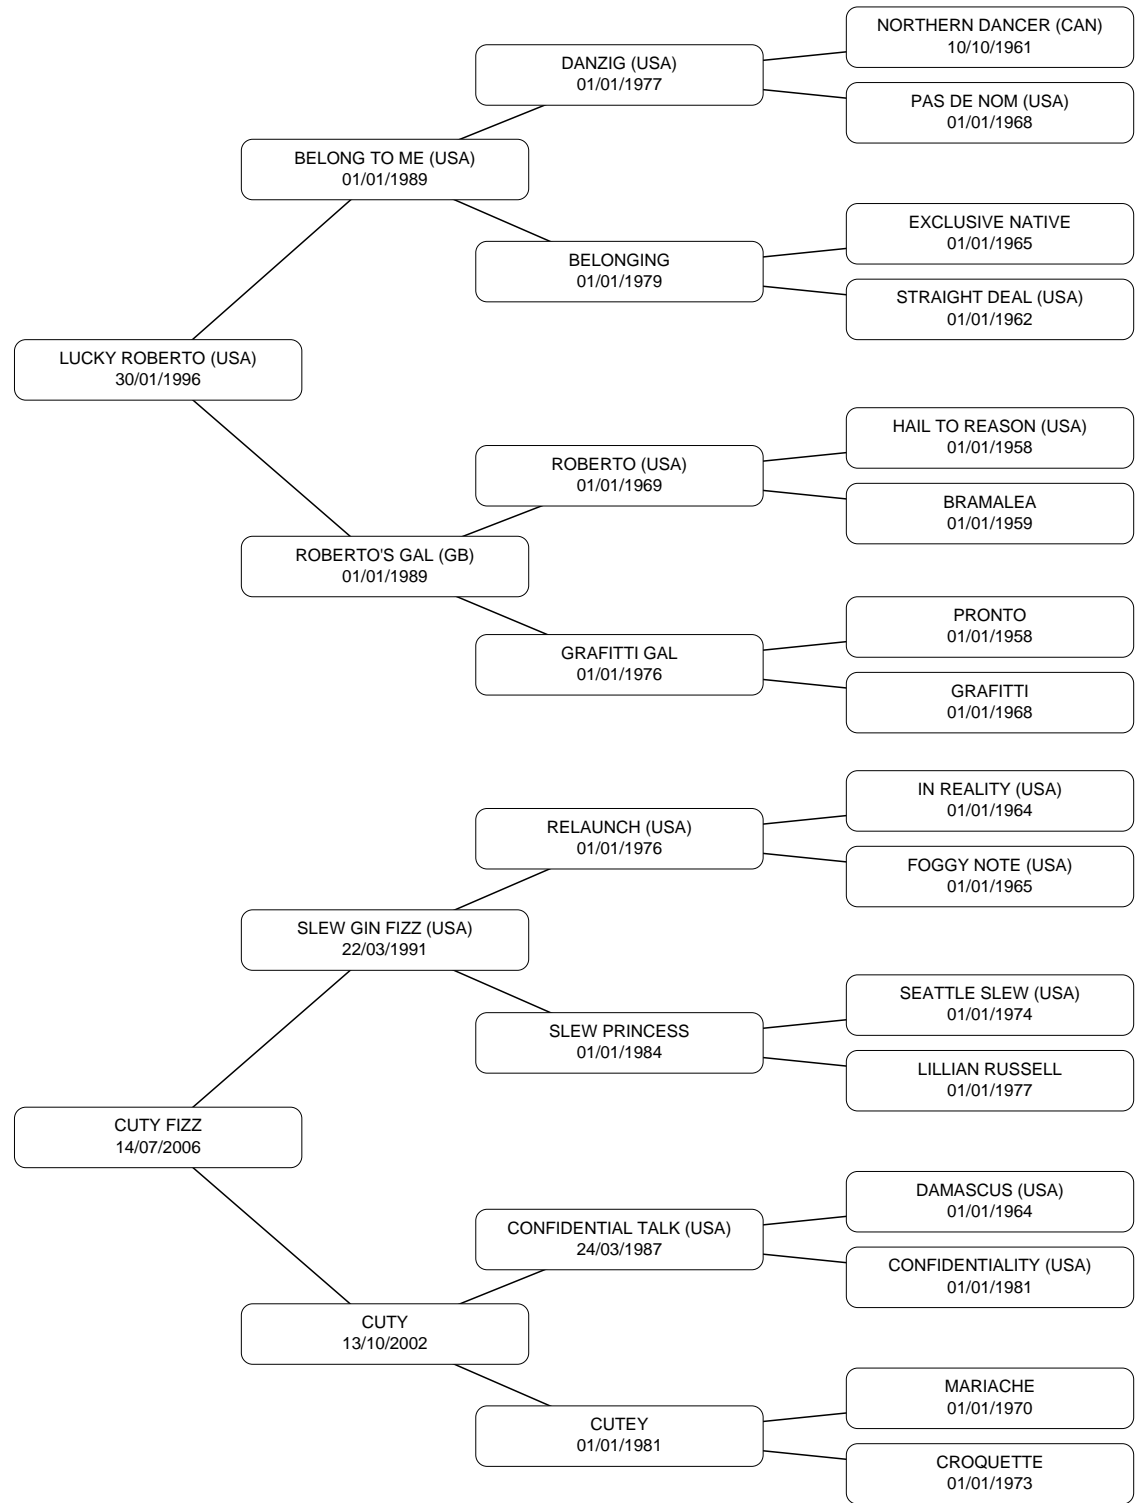 NORTHERN DANCER (CAN)
10/10/1961
DANZIG (USA)
01/01/1977
PAS DE NOM (USA)
01/01/1968
BELONG TO ME (USA)
01/01/1989
EXCLUSIVE NATIVE
01/01/1965
BELONGING
01/01/1979
STRAIGHT DEAL (USA)
01/01/1962
LUCKY ROBERTO (USA)
30/01/1996
HAIL TO REASON (USA)
01/01/1958
ROBERTO (USA)
01/01/1969
BRAMALEA
01/01/1959
ROBERTO'S GAL (GB)
01/01/1989
PRONTO
01/01/1958
GRAFITTI GAL
01/01/1976
GRAFITTI
01/01/1968
IN REALITY (USA)
01/01/1964
RELAUNCH (USA)
01/01/1976
FOGGY NOTE (USA)
01/01/1965
SLEW GIN FIZZ (USA)
22/03/1991
SEATTLE SLEW (USA)
01/01/1974
SLEW PRINCESS
01/01/1984
LILLIAN RUSSELL
01/01/1977
CUTY FIZZ
14/07/2006
DAMASCUS (USA)
01/01/1964
CONFIDENTIAL TALK (USA)
24/03/1987
CONFIDENTIALITY (USA)
01/01/1981
CUTY
13/10/2002
MARIACHE
01/01/1970
CUTEY
01/01/1981
CROQUETTE
01/01/1973